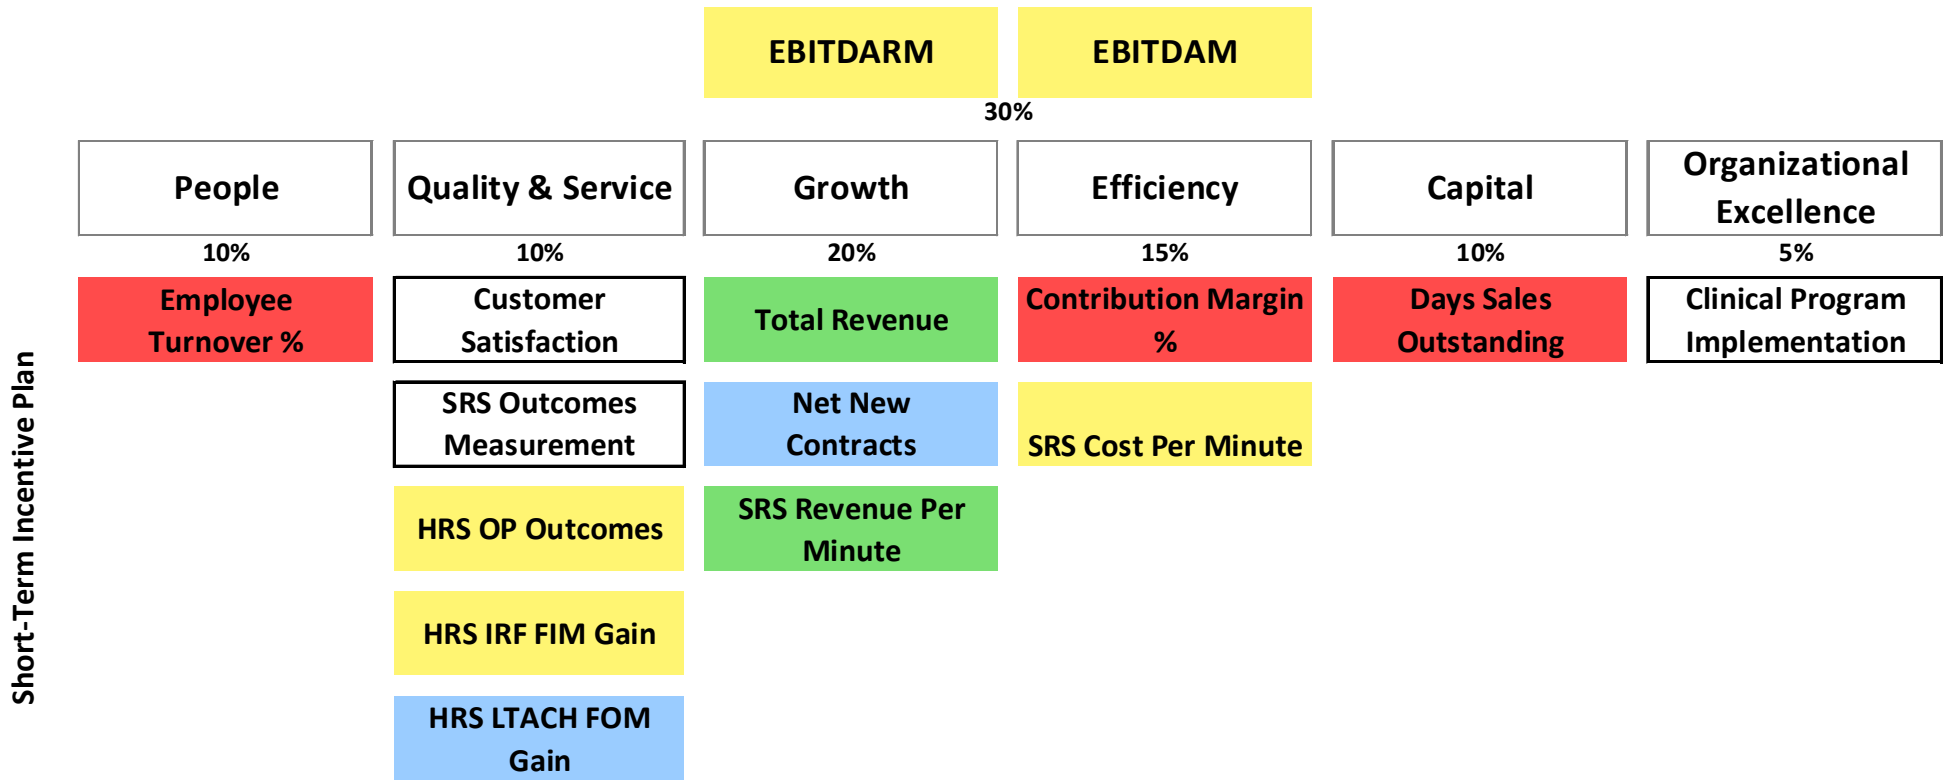 EBITDARM
EBITDAM
30%
People
Quality & Service
Growth
Efficiency
Capital
Organizational
Excellence
10%
10%
20%
15%
10%
5%
Employee
Turnover %
Customer
Satisfaction
Total Revenue
Contribution Margin
%
Days Sales
Outstanding
Clinical Program
Implementation
SRS Outcomes
Measurement
Net New
Contracts
SRS Cost Per Minute
HRS OP Outcomes
SRS Revenue Per
Minute
HRS IRF FIM Gain
HRS LTACH FOM
Gain
Short-Term Incentive Plan